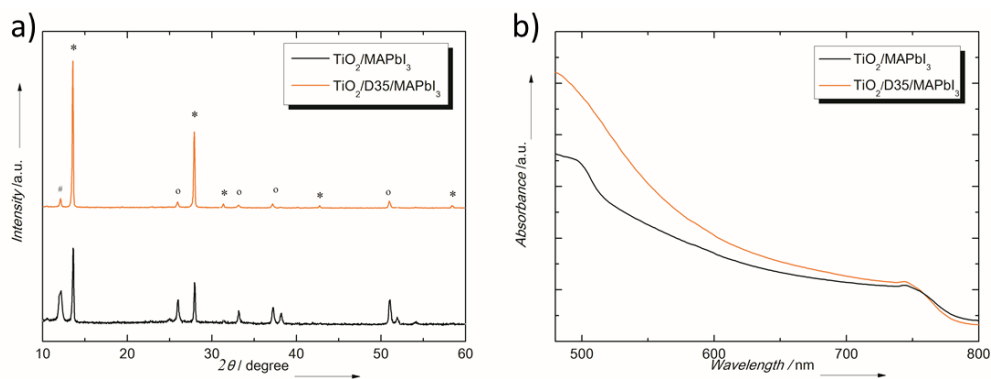 a)
TiO2/MAPbI3
TiO2/D35/MAPbI3
Intensity /a.u.
* # o * * o o * o *
10 20 30 40 50 60
2θ / degree
b)
TiO2/MAPbI3
TiO2/D35/MAPbI3
Absorbance /a.u.
500 600 700 800
Wavelength / nm